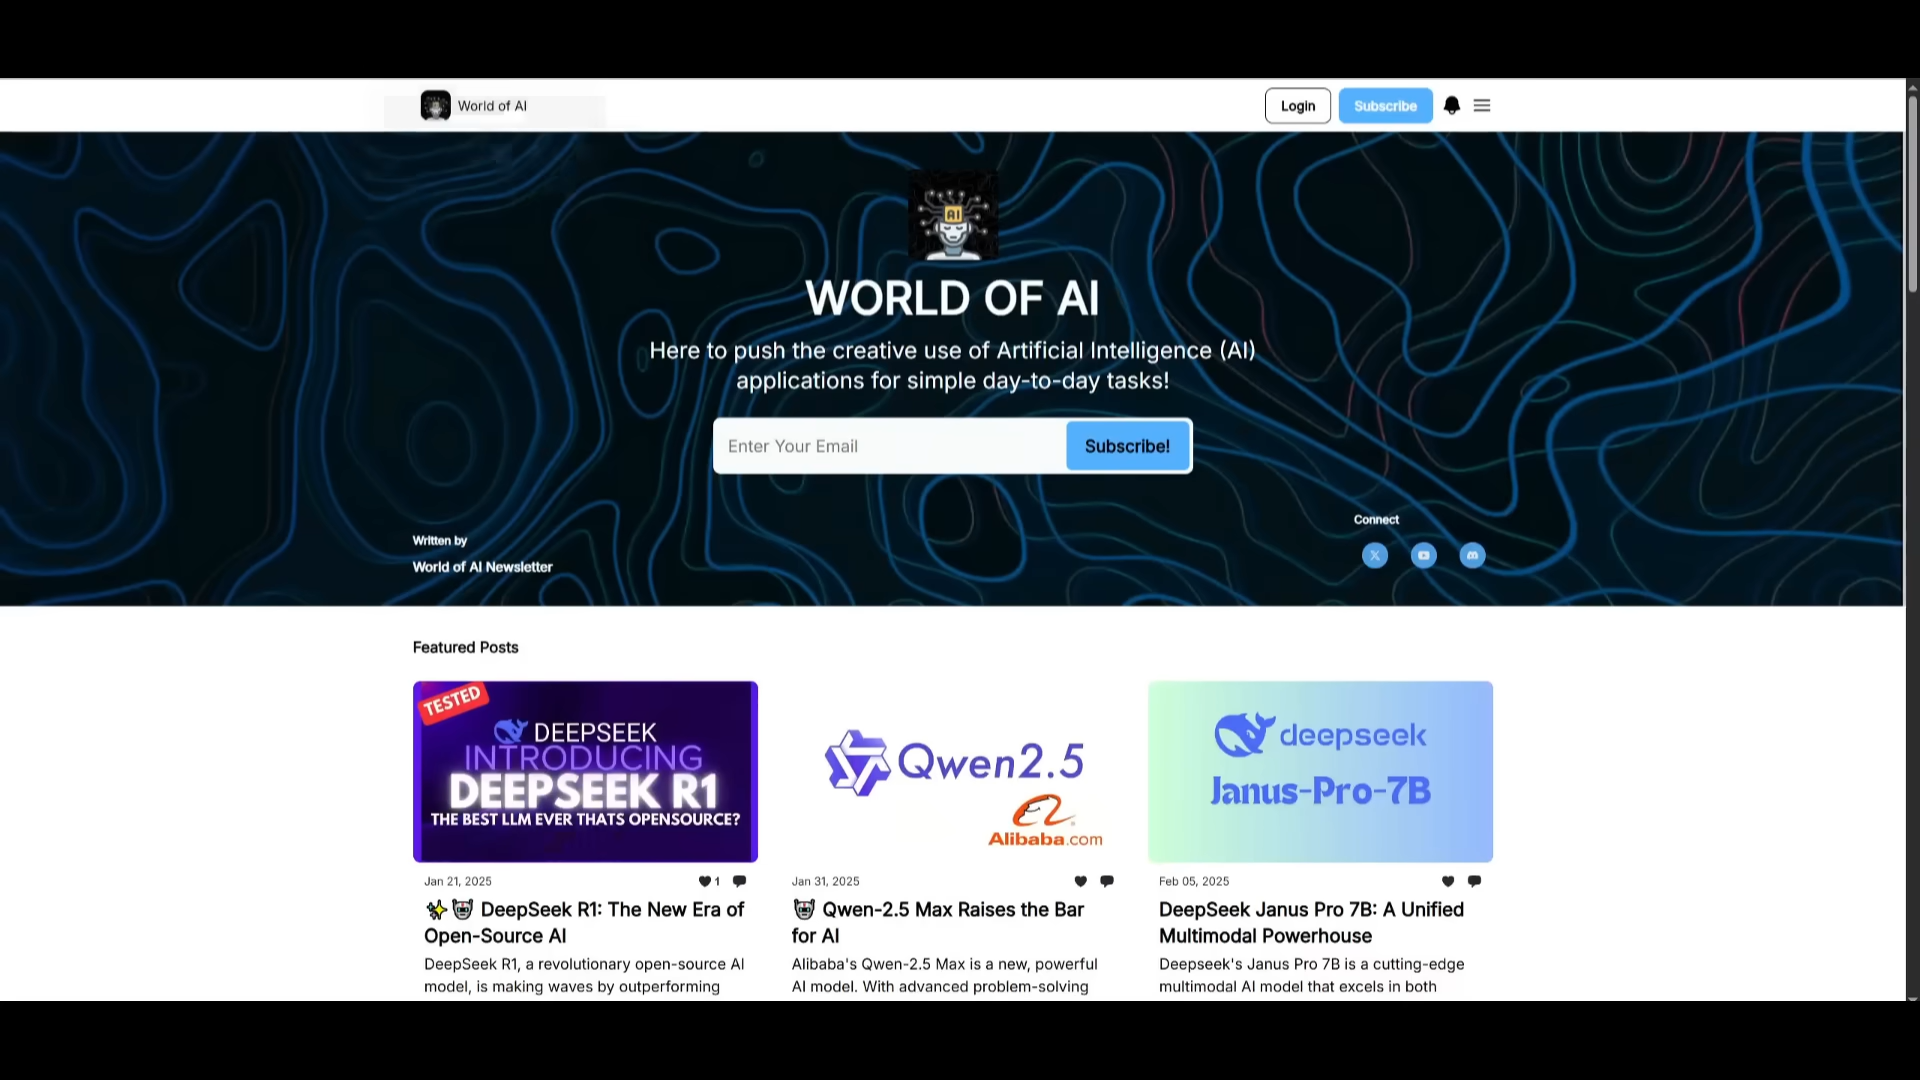 World of AI
Login
Subscribe
AI
WORLD OF AI
Here to push the creative use of Artificial Intelligence (AI)
applications for simple day-to-day tasks!
Enter Your Email
Subscribe!
Written by
World of AI Newsletter
Connect
Featured Posts
TESTED
DEEPSEEK
INTRODUCING
DEEPSEEK R1
THE BEST LLM EVER THATS OPENSOURCE?
Jan 21, 2025
1
DeepSeek R1: The New Era of
Open-Source AI
DeepSeek R1, a revolutionary open-source AI
model, is making waves by outperforming
Qwen2.5
Alibaba.com
Jan 31, 2025
Qwen-2.5 Max Raises the Bar
for AI
Alibaba's Qwen-2.5 Max is a new, powerful
AI model. With advanced problem-solving
deepseek
Janus-Pro-7B
Feb 05, 2025
DeepSeek Janus Pro 7B: A Unified
Multimodal Powerhouse
Deepseek's Janus Pro 7B is a cutting-edge
multimodal AI model that excels in both